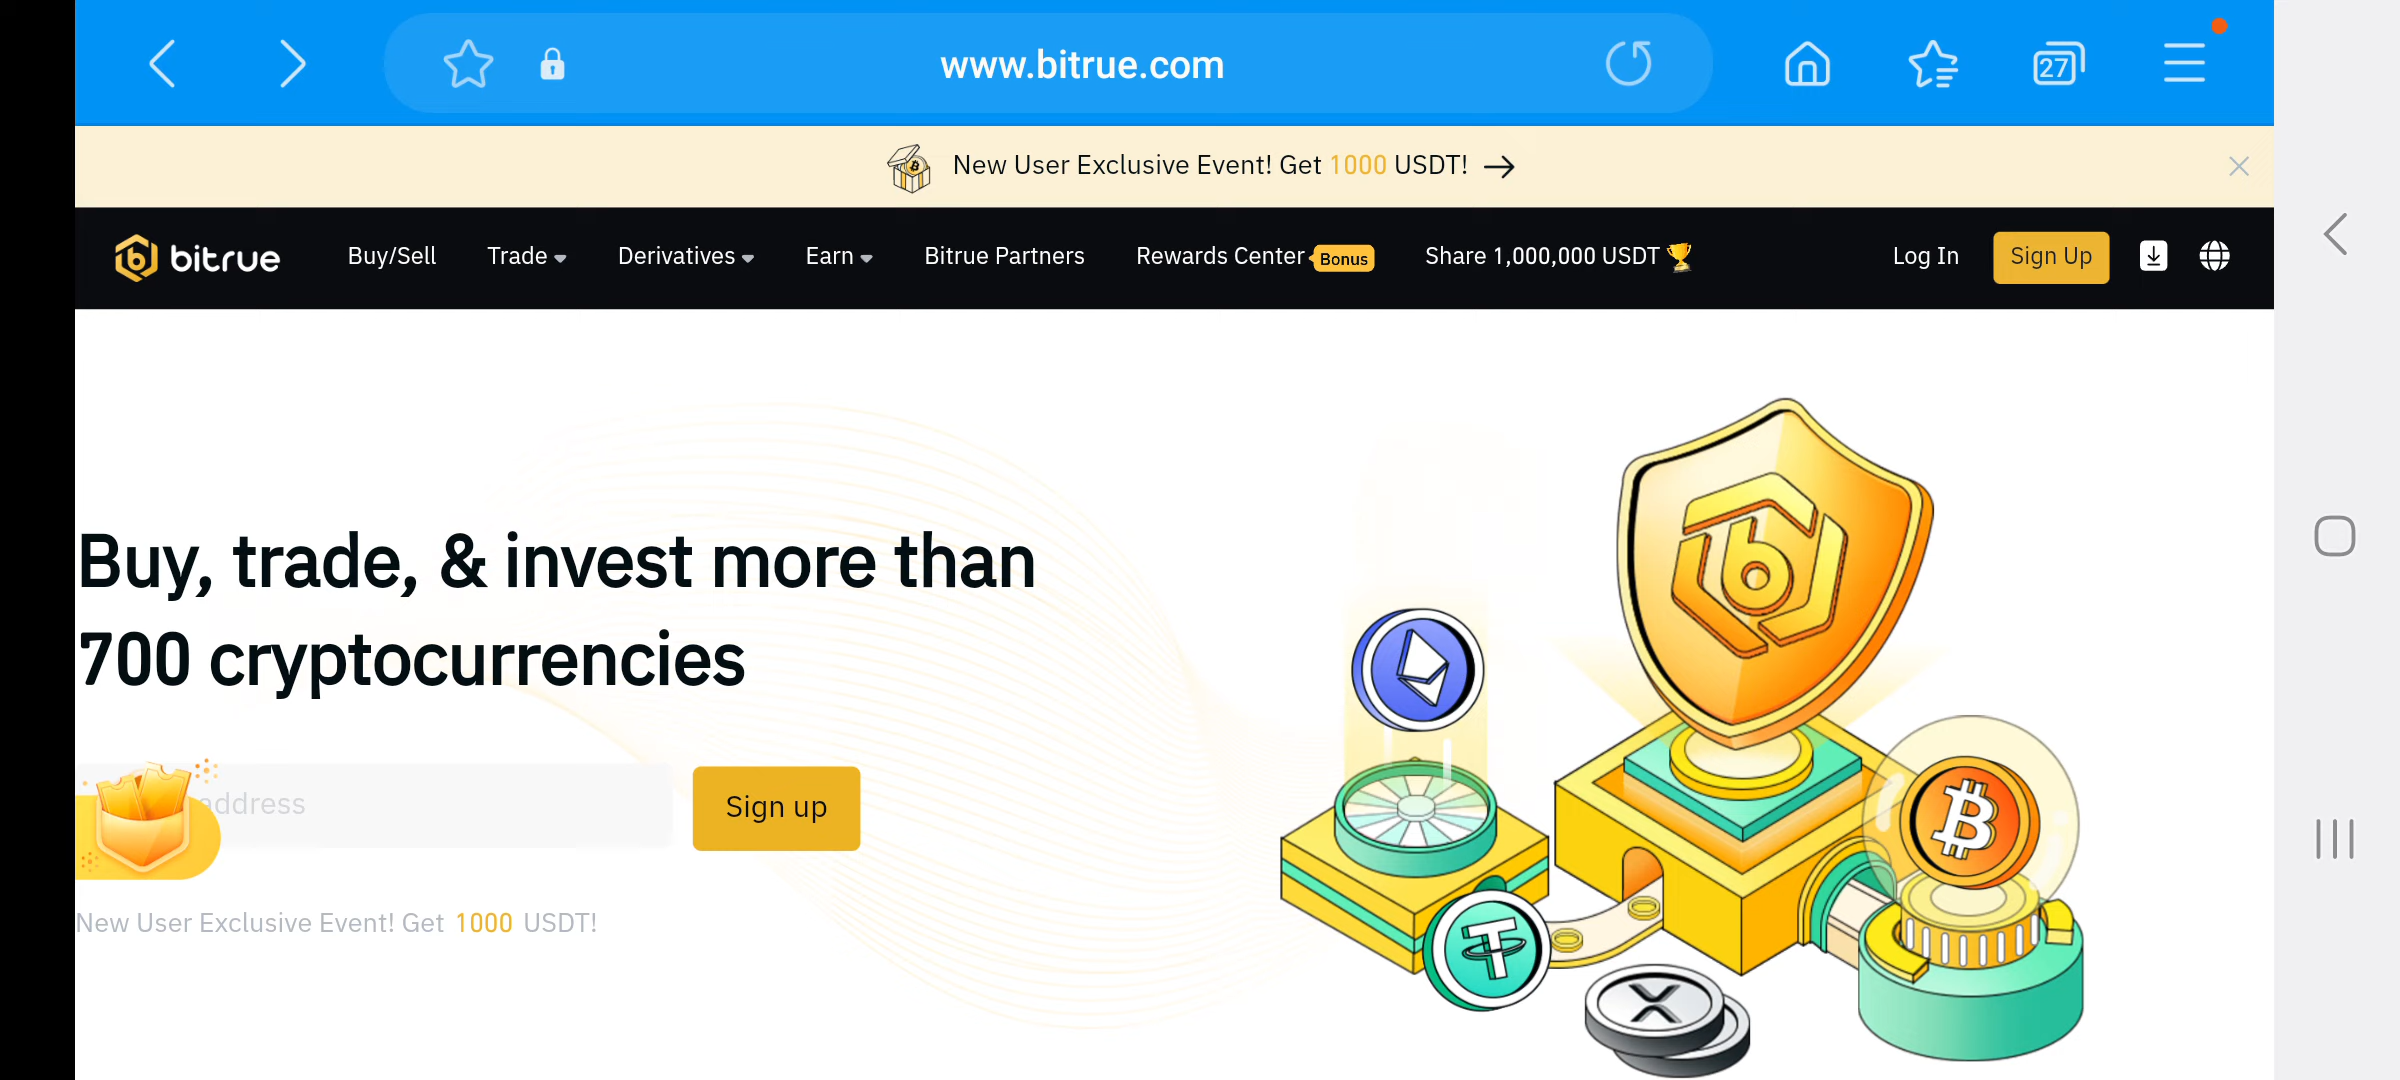 www.bitrue.com
27
New User Exclusive Event! Get 1000 USDT!
bitrue
Buy/Sell
Trade
Derivatives
Earn
Bitrue Partners
Rewards Center
Bonus
Share 1,000,000 USDT
Log In
Sign Up
Buy, trade, & invest more than
700 cryptocurrencies
address
Sign up
New User Exclusive Event! Get 1000 USDT!